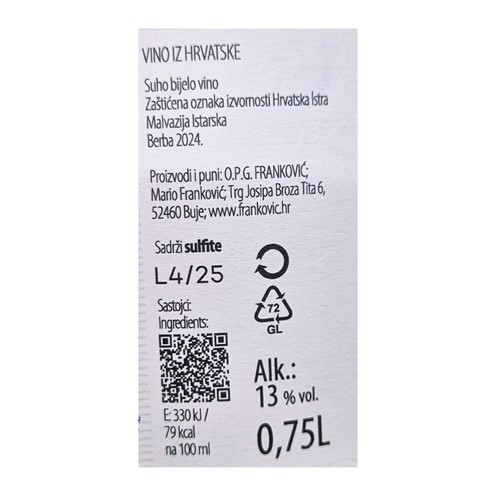 VINO IZ HRVATSKE
Suho bijelo vino
Zaštićena oznaka izvornosti Hrvatska Istra
Malvazija Istarska
Berba 2024.
Proizvodi i puni: O.P.G. FRANKOVIĆ;
Mario Franković; Trg Josipa Broza Tita 6,
52460 Buje; www.frankovic.hr
Sadrži sulfite
L4/25
Sastojci:
Ingredients:
E: 330 kJ /
79 kcal
na 100 ml
72
GL
Alk.:
13 % vol.
0,75L